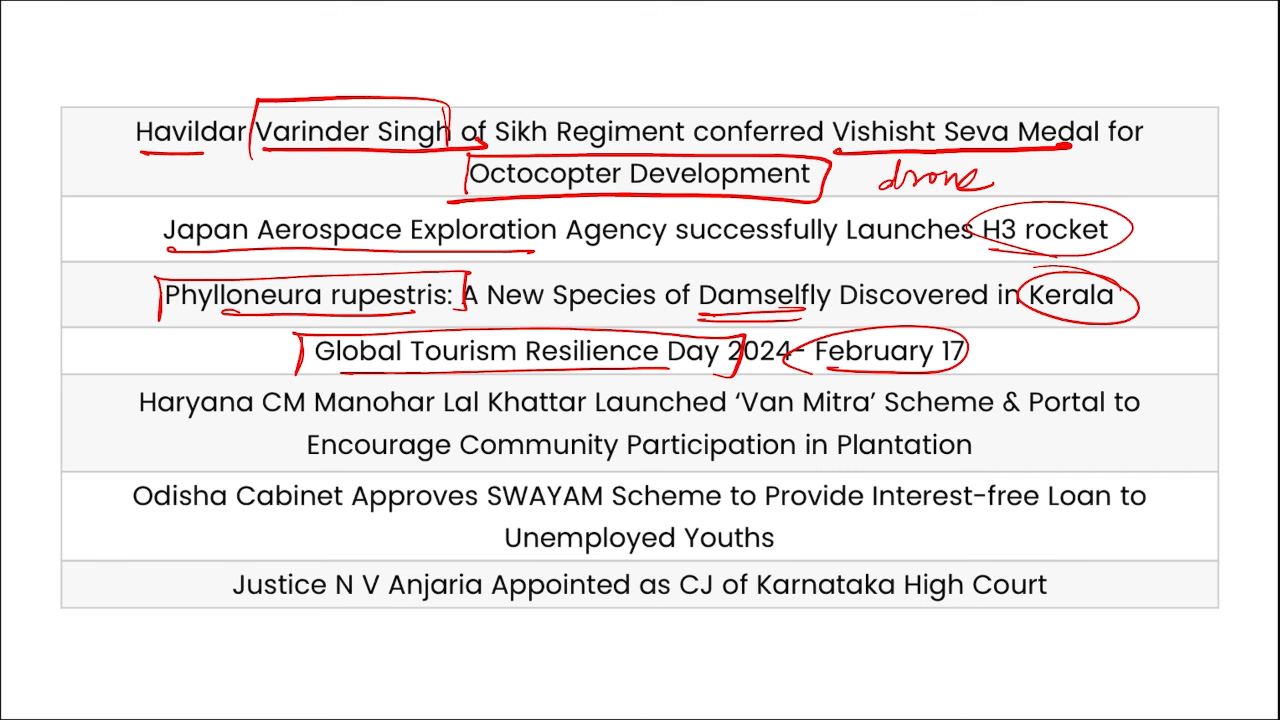 Havildar Varinder Singh of Sikh Regiment conferred Vishisht Seva Medal for
Octocopter Development drone
Japan Aerospace Exploration Agency successfully Launches H3 rocket
Phylloneura rupestris: A New Species of Damselfly Discovered in Kerala
Global Tourism Resilience Day 2024- February 17
Haryana CM Manohar Lal Khattar Launched ‘Van Mitra’ Scheme & Portal to
Encourage Community Participation in Plantation
Odisha Cabinet Approves SWAYAM Scheme to Provide Interest-free Loan to
Unemployed Youths
Justice N V Anjaria Appointed as CJ of Karnataka High Court